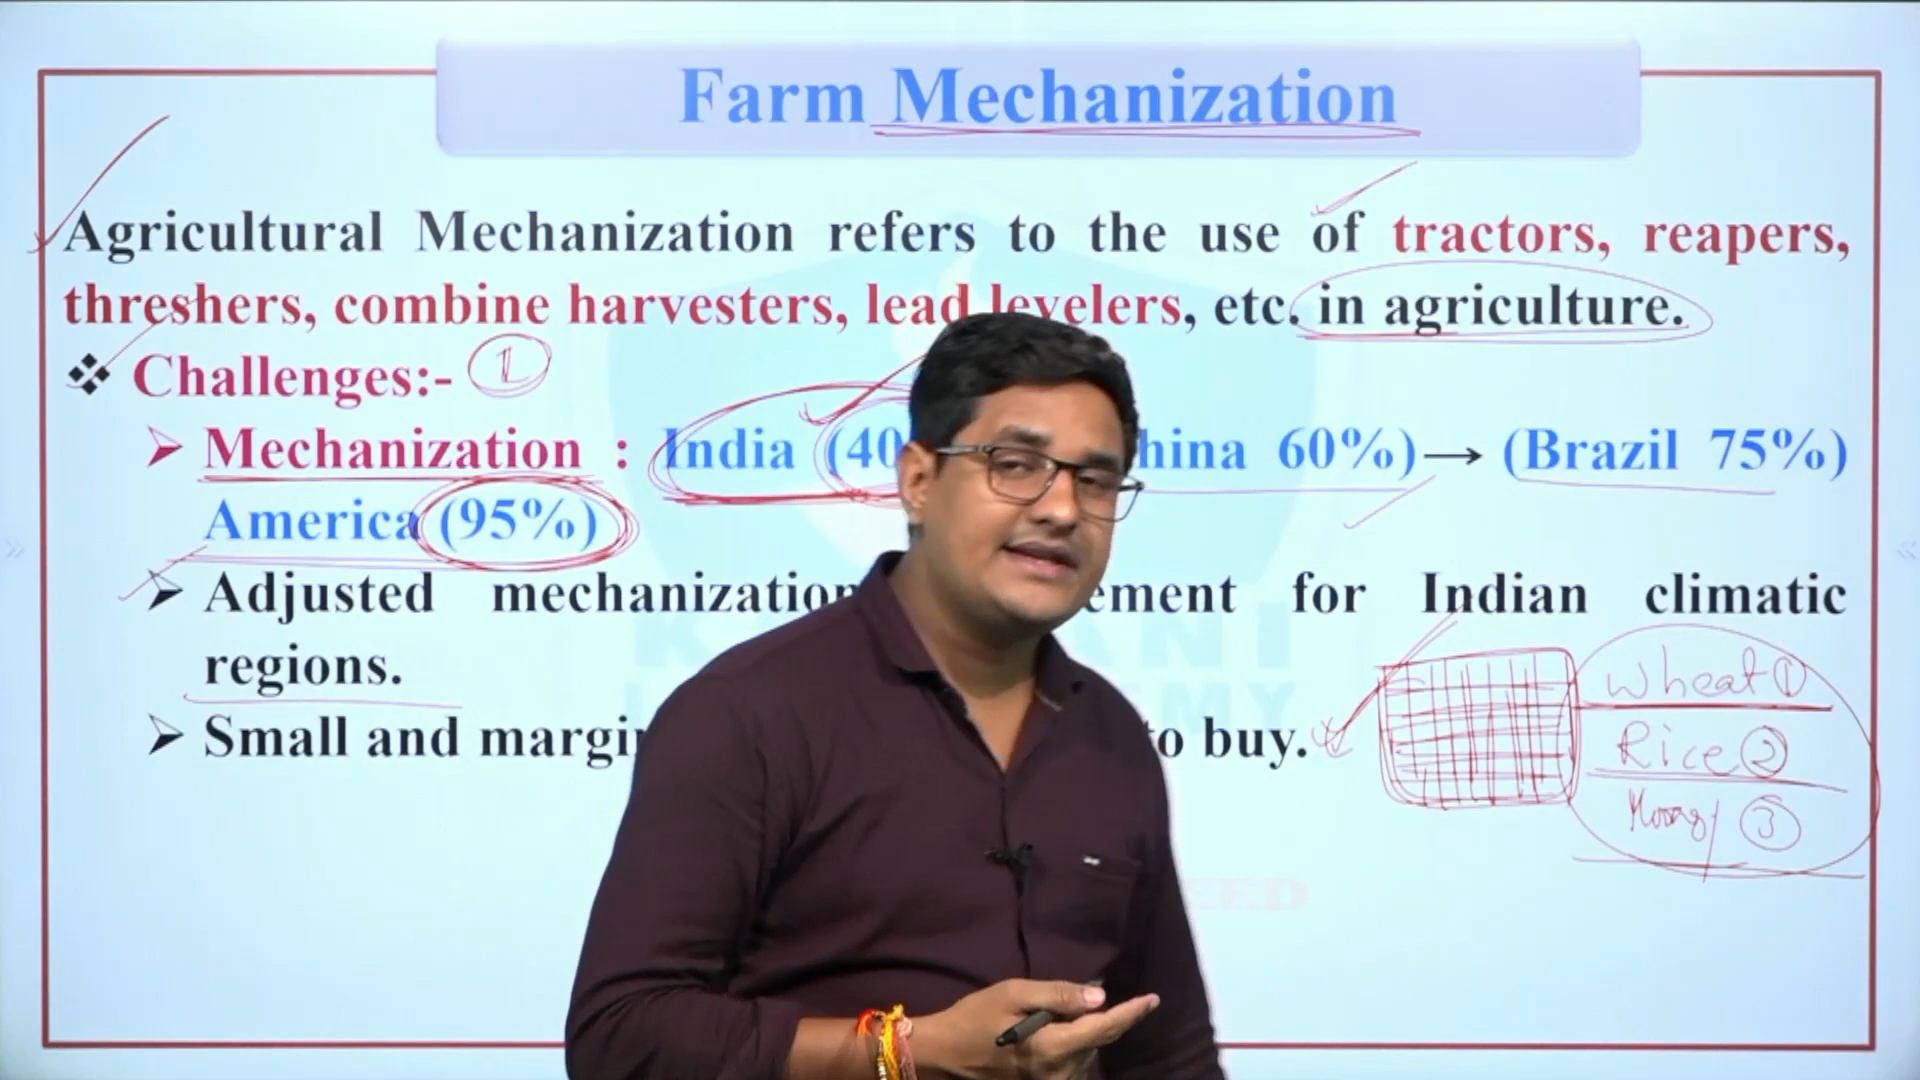 Farm Mechanization
Agricultural Mechanization refers to the use of tractors, reapers,
threshers, combine harvesters, lead levelers, etc. in agriculture.
❖ Challenges:- 1
➤ Mechanization : India (40 hina 60%)→ (Brazil 75%)
America (95%)
➤ Adjusted mechanization ement for Indian climatic
regions.
➤ Small and margin to buy.
Wheat 1
Rice 2
Moong 3